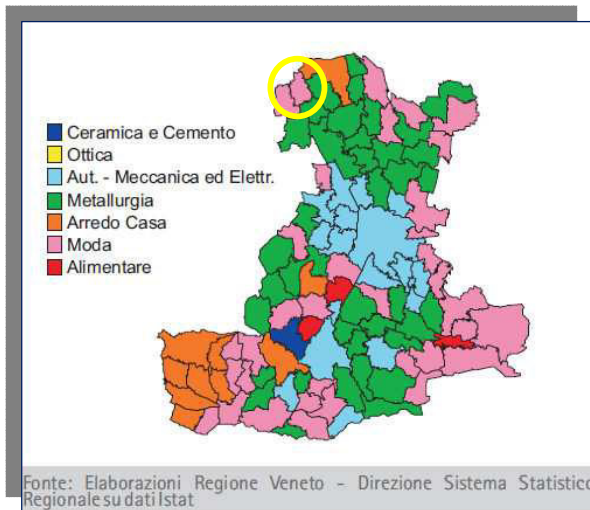 Ceramica e Cemento
Ottica
Aut. - Meccanica ed Elettr.
Metallurgia
Arredo Casa
Moda
Alimentare
Fonte: Elaborazioni Regione Veneto - Direzione Sistema Statistico
Regionale su dati Istat